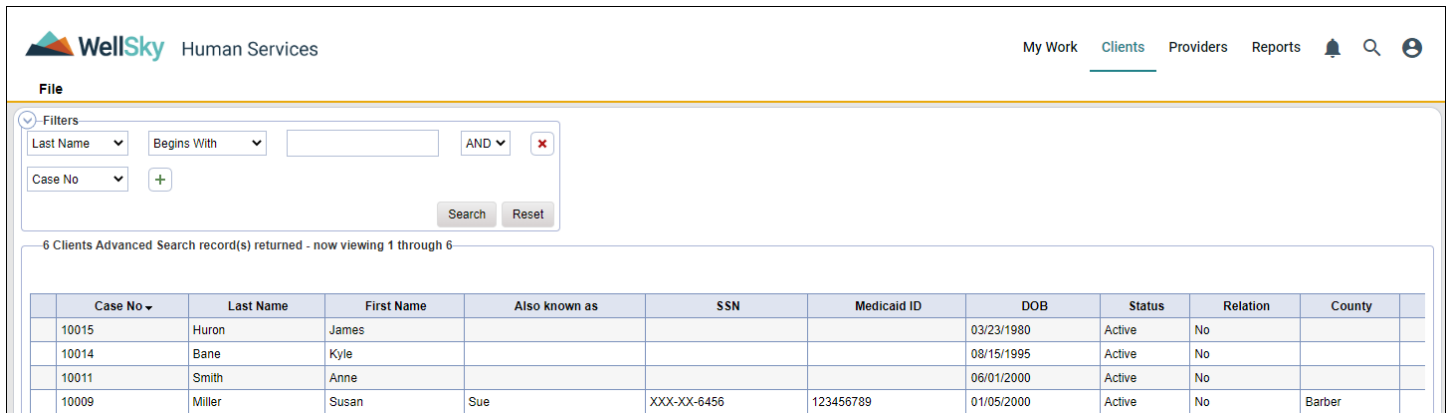 WellSky Human Services
My Work Clients Providers Reports
File
Filters
Last Name Begins With AND
Case No
Search Reset
6 Clients Advanced Search record(s) returned - now viewing 1 through 6
Case No Last Name First Name Also known as SSN Medicaid ID DOB Status Relation County
10015 Huron James 03/23/1980 Active No
10014 Bane Kyle 08/15/1995 Active No
10011 Smith Anne 06/01/2000 Active No
10009 Miller Susan Sue XXX-XX-6456 123456789 01/05/2000 Active No Barber